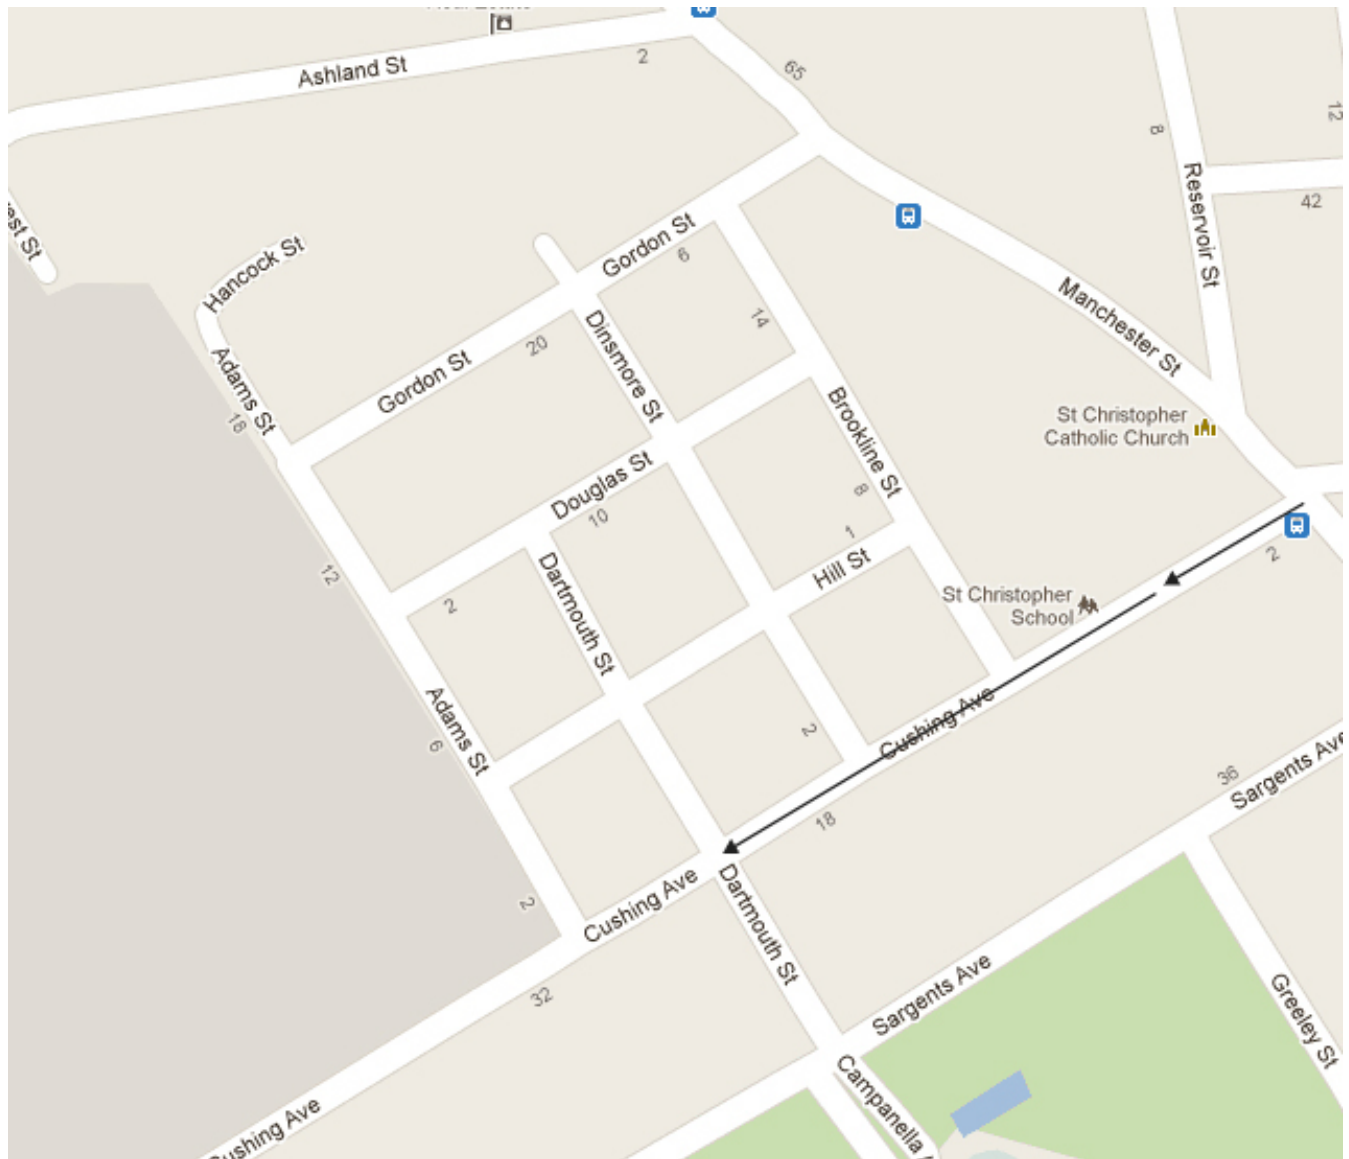 Ashland St
2
65
8
12
Reservoir St
42
Hancock St
Gordon St
6
14
Manchester St
Adams St
18
Gordon St
20
Dinsmore St
Brookline St
8
St Christopher
Catholic Church
Douglas St
10
1
Hill St
2
12
2
Dartmouth St
St Christopher
School
Adams St
6
2
Cushing Ave
18
36
Sargents Ave
2
Cushing Ave
Dartmouth St
32
Sargents Ave
Greeley St
Campanella
Cushing Ave